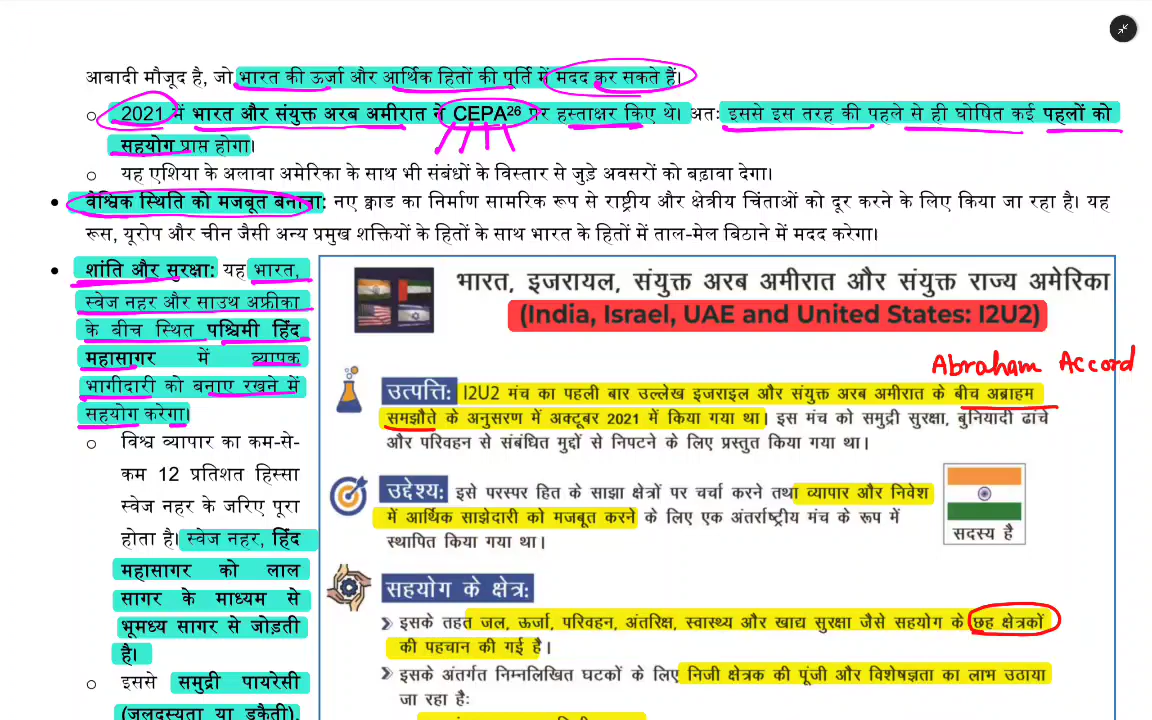 आबादी मौजूद है, जो भारत की ऊर्जा और आर्थिक हितों की पूर्ति में मदद कर सकते हैं।
○ 2021 में भारत और संयुक्त अरब अमीरात ने CEPA²⁶ पर हस्ताक्षर किए थे। अतः इससे इस तरह की पहले से ही घोषित कई पहलों को
सहयोग प्राप्त होगा।
○ यह एशिया के अलावा अमेरिका के साथ भी संबंधों के विस्तार से जुड़े अवसरों को बढ़ावा देगा।
• वैश्विक स्थिति को मजबूत बनाना: नए क्वाड का निर्माण सामरिक रूप से राष्ट्रीय और क्षेत्रीय चिंताओं को दूर करने के लिए किया जा रहा है। यह
रूस, यूरोप और चीन जैसी अन्य प्रमुख शक्तियों के हितों के साथ भारत के हितों में ताल-मेल बिठाने में मदद करेगा।
• शांति और सुरक्षा: यह भारत,
स्वेज नहर और साउथ अफ्रीका
के बीच स्थित पश्चिमी हिंद
महासागर में व्यापक
भागीदारी को बनाए रखने में
सहयोग करेगा।
○ विश्व व्यापार का कम-से-
कम 12 प्रतिशत हिस्सा
स्वेज नहर के जरिए पूरा
होता है। स्वेज नहर, हिंद
महासागर को लाल
सागर के माध्यम से
भूमध्य सागर से जोड़ती
है।
○ इससे समुद्री पायरेसी
(जलदस्यता या डकैती),
भारत, इजरायल, संयुक्त अरब अमीरात और संयुक्त राज्य अमेरिका
(India, Israel, UAE and United States: I2U2)
Abraham Accord
उत्पत्ति: I2U2 मंच का पहली बार उल्लेख इजराइल और संयुक्त अरब अमीरात के बीच अब्राहम
समझौते के अनुसरण में अक्टूबर 2021 में किया गया था। इस मंच को समुद्री सुरक्षा, बुनियादी ढांचे
और परिवहन से संबंधित मुद्दों से निपटने के लिए प्रस्तुत किया गया था।
उद्देश्य: इसे परस्पर हित के साझा क्षेत्रों पर चर्चा करने तथा व्यापार और निवेश
में आर्थिक साझेदारी को मजबूत करने के लिए एक अंतर्राष्ट्रीय मंच के रूप में
स्थापित किया गया था।
सदस्य है
सहयोग के क्षेत्र:
》 इसके तहत जल, ऊर्जा, परिवहन, अंतरिक्ष, स्वास्थ्य और खाद्य सुरक्षा जैसे सहयोग के छह क्षेत्रकों
की पहचान की गई है।
》 इसके अंतर्गत निम्नलिखित घटकों के लिए निजी क्षेत्रक की पूंजी और विशेषज्ञता का लाभ उठाया
जा रहा है: